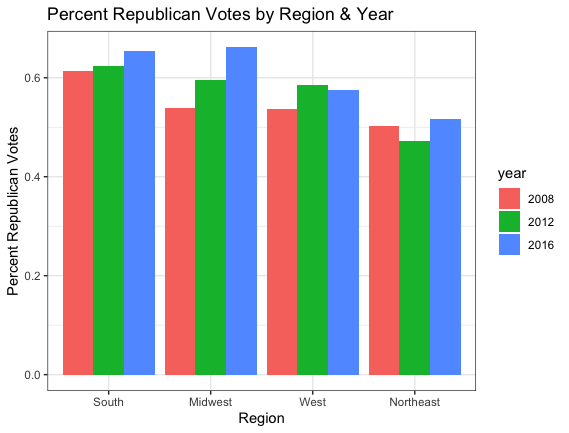 Percent Republican Votes by Region & Year
Percent Republican Votes
0.6
0.4
0.2
0.0
South Midwest West Northeast
Region
year
2008
2012
2016